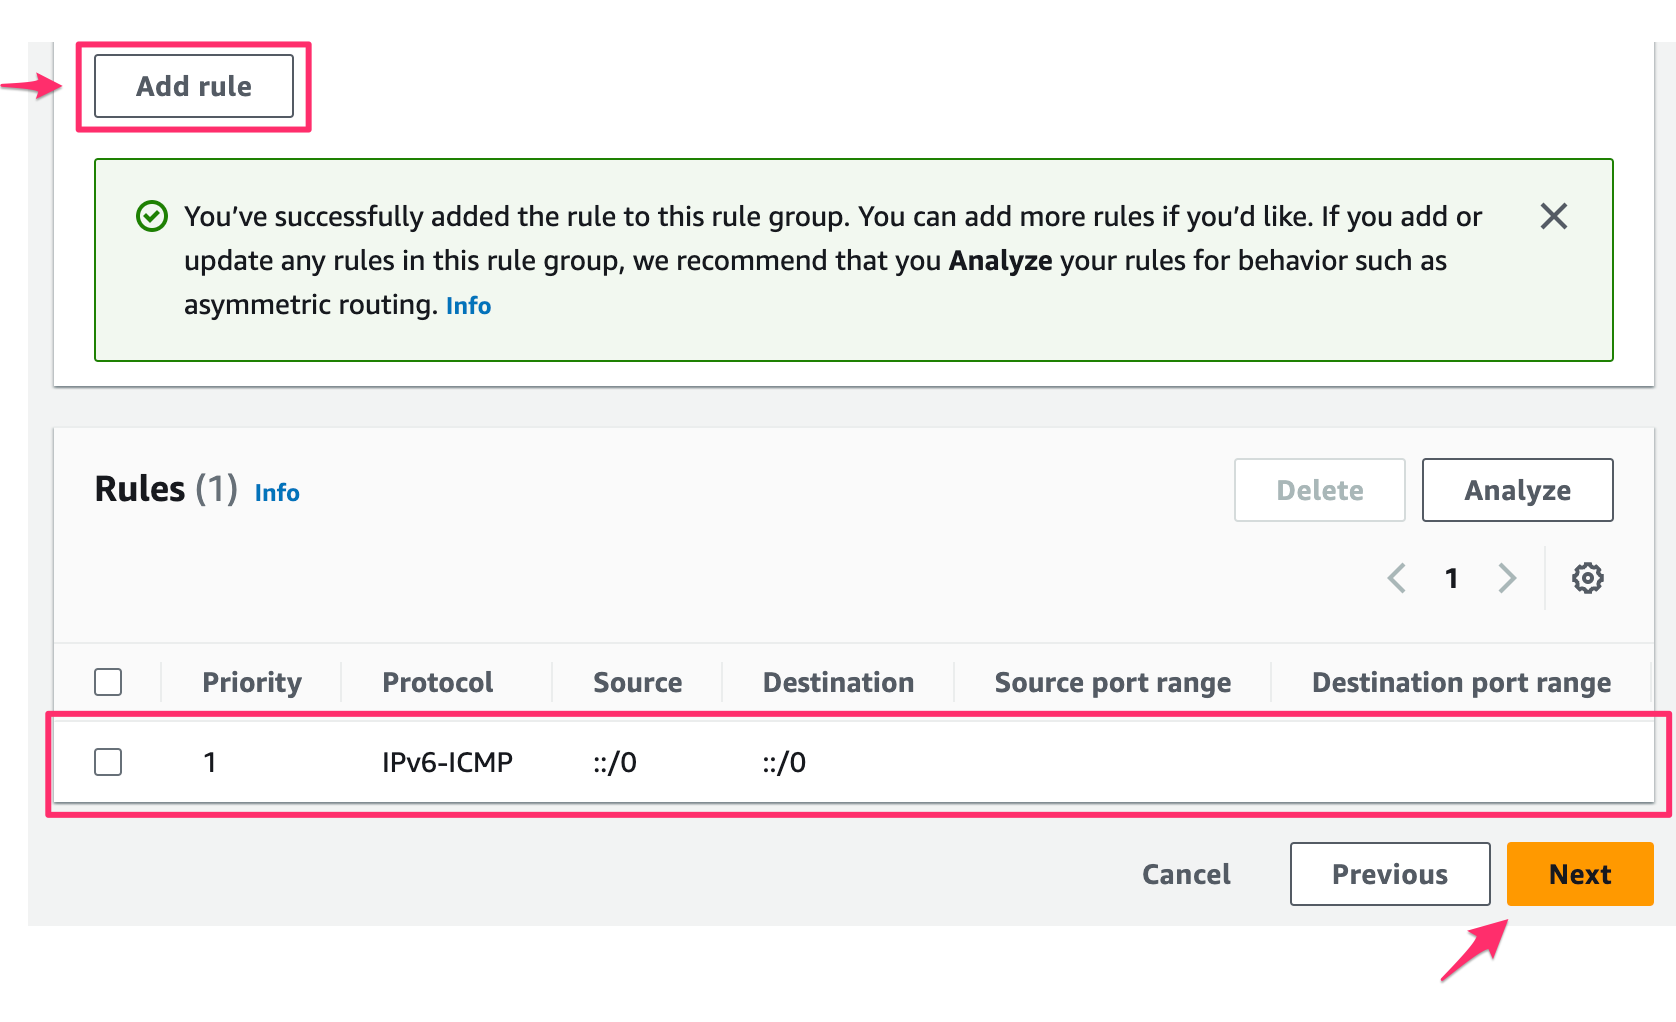 Add rule
You’ve successfully added the rule to this rule group. You can add more rules if you’d like. If you add or
update any rules in this rule group, we recommend that you Analyze your rules for behavior such as
asymmetric routing. Info
Rules (1) Info
Delete Analyze
1
Priority Protocol Source Destination Source port range Destination port range
1 IPv6-ICMP ::/0 ::/0
Cancel Previous Next